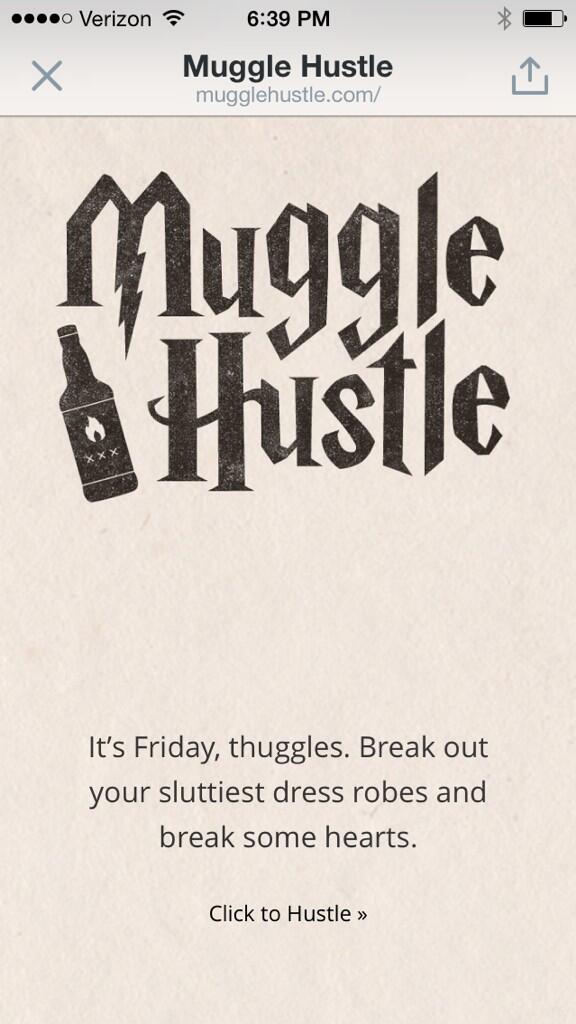 Verizon 6:39 PM
Muggle Hustle
mugglehustle.com/
Muggle
Hustle
xxx
It’s Friday, thuggles. Break out
your sluttiest dress robes and
break some hearts.
Click to Hustle »